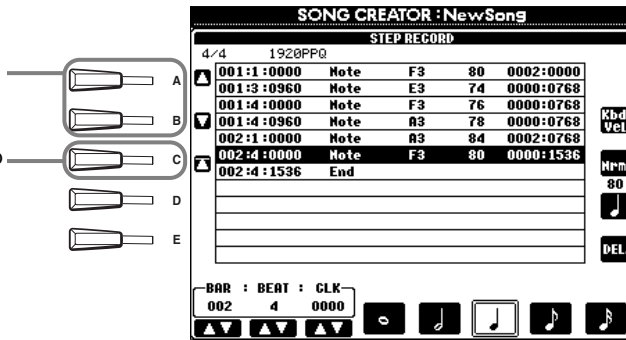 SONG CREATOR : NewSong
STEP RECORD
4/4 1920PPQ
001:1:0000 Note F3 80 0002:0000
A 001:3:0960 Note E3 74 0000:0768
001:4:0000 Note F3 76 0000:0768
B 001:4:0960 Note A3 78 0000:0768
Kbd
Vel
002:1:0000 Note A3 84 0002:0768
C 002:4:0000 Note F3 80 0000:1536
002:4:1536 End
Nrm
80
D
E
DEL
BAR : BEAT : CLK
002 4 0000